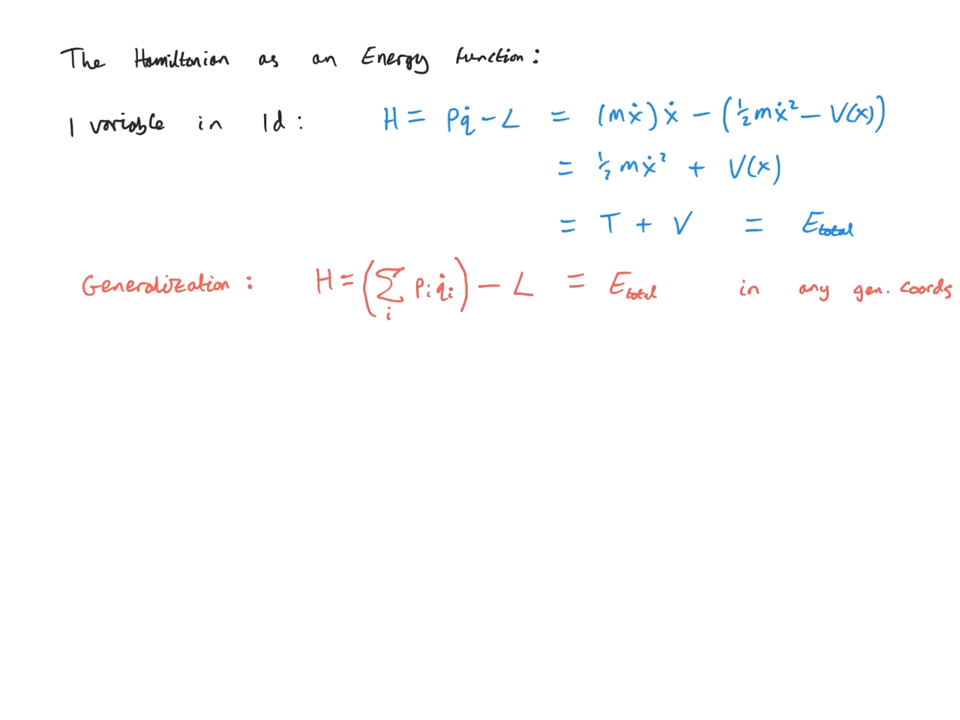 The Hamiltonian as an Energy function:
1 variable in 1d: H = pq̇ - L = (mẋ)ẋ - (½mẋ² - V(x))
= ½mẋ² + V(x)
= T + V = E_total
Generalization: H = (∑_i p_i q̇_i) - L = E_total in any gen. coords